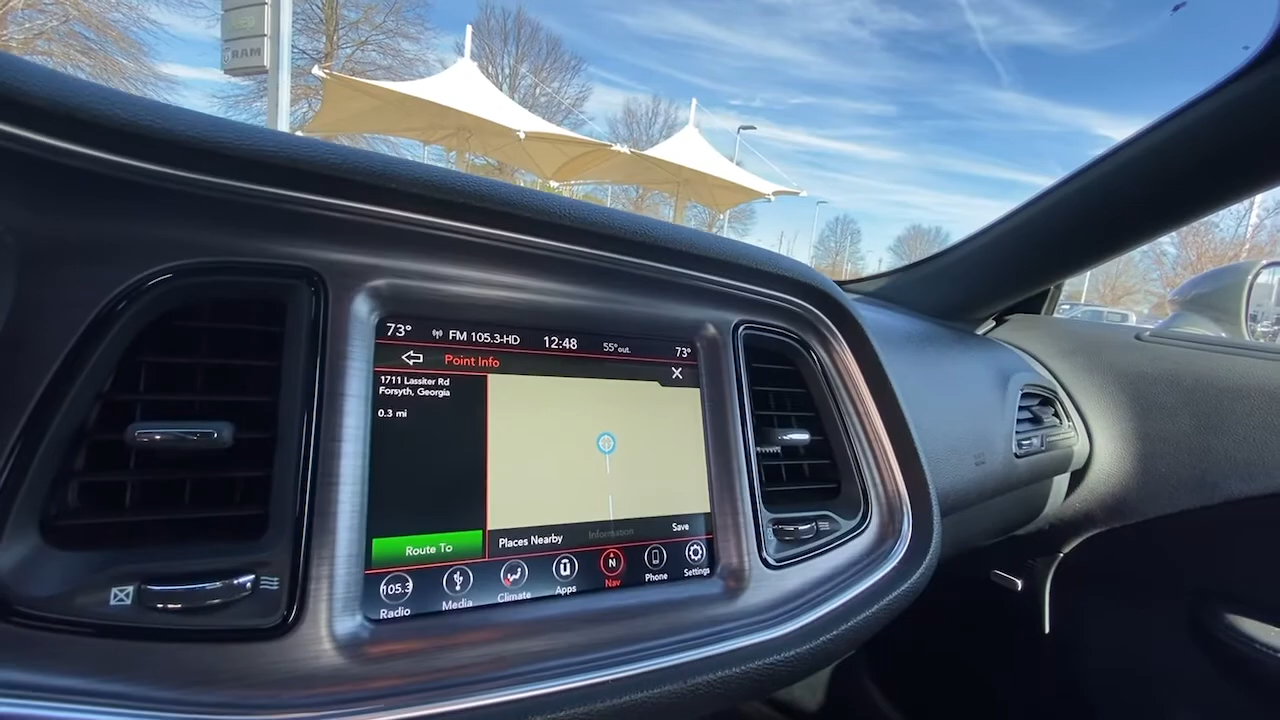 RAM
73° FM 105.3-HD 12:48 55° out. 73°
Point Info X
1711 Lassiter Rd
Forsyth, Georgia
0.3 mi
Route To Places Nearby Information Save
105.3 N
Radio Media Climate Apps Nav Phone Settings